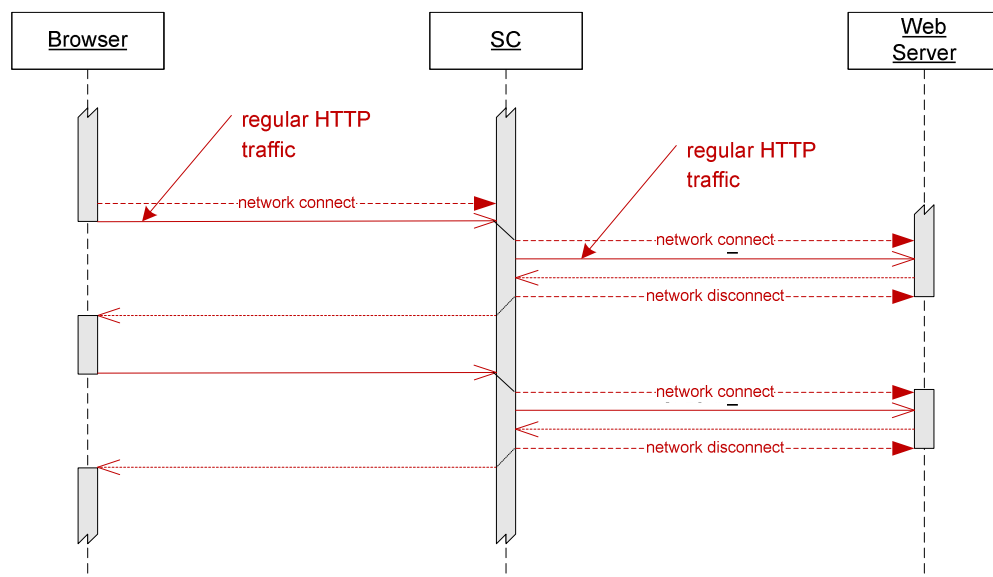 Browser
SC
Web
Server
regular HTTP
traffic
regular HTTP
traffic
network connect
network connect
network disconnect
network connect
network disconnect